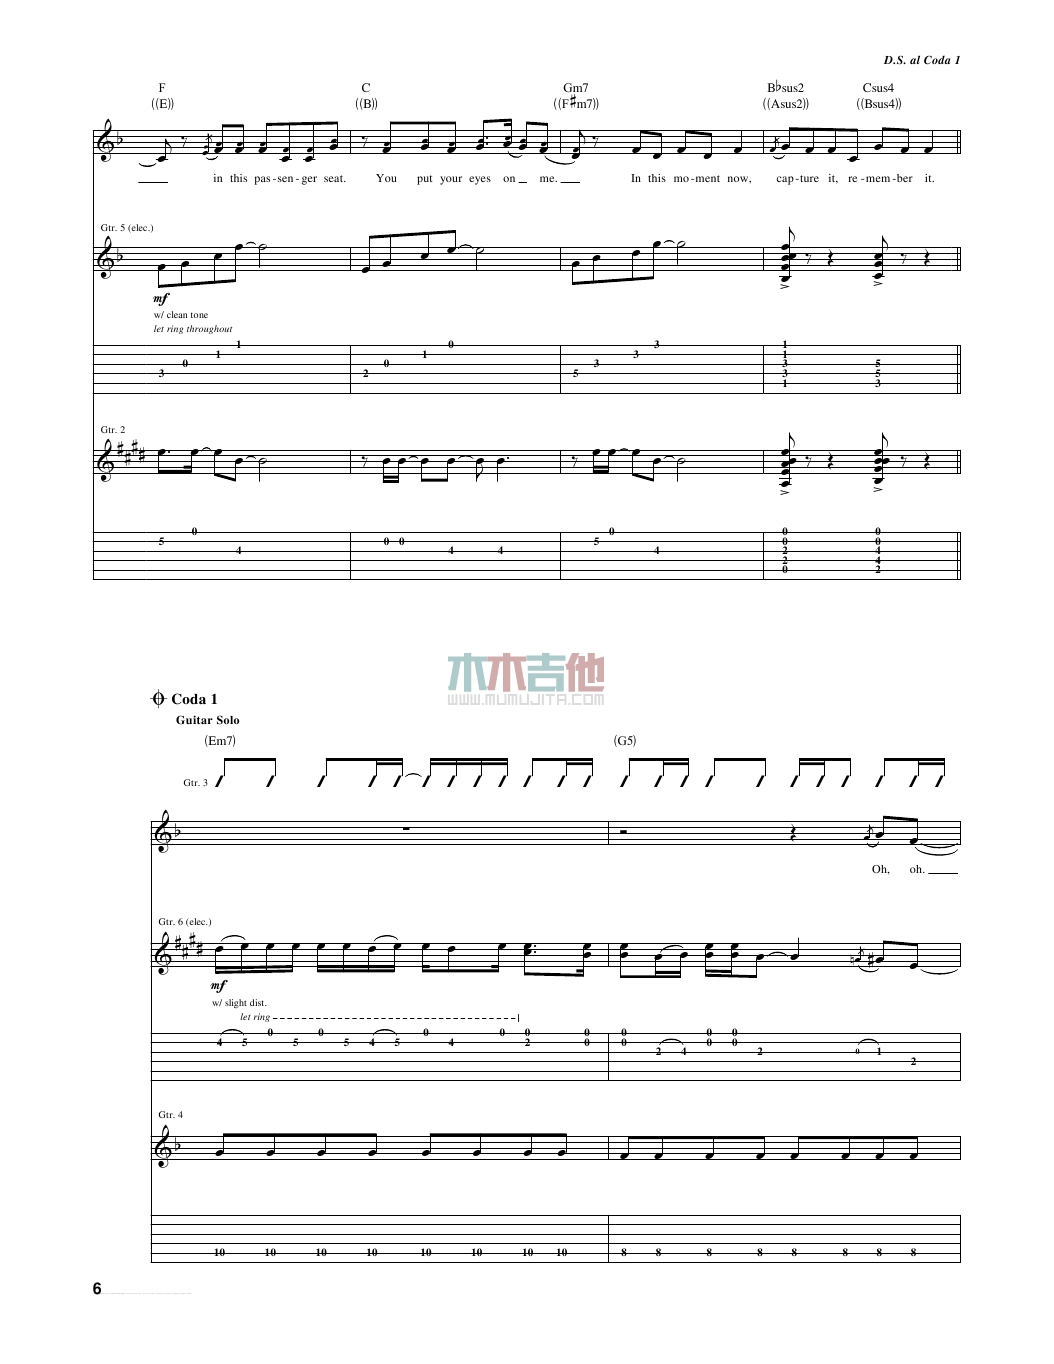 D.S. al Coda 1
F C Gm7 B♭sus2 Csus4
((E)) ((B)) ((F#m7)) ((Asus2)) ((Bsus4))
in this pas - sen - ger seat. You put your eyes on me. In this mo - ment now, cap - ture it, re - mem - ber it.
Gtr. 5 (elec.)
mf
w/ clean tone
let ring throughout
1 0 3 1
1 1 3 1
0 0 3 3 5
3 2 5 3 5
1 3
Gtr. 2
0 0 0 0
5 0 0 5 0 0
4 4 4 4 2 4
2 4
0 2
木木吉他
WWW.MUMUJITA.COM
Coda 1
Guitar Solo
(Em7) (G5)
Gtr. 3
Oh, oh.
Gtr. 6 (elec.)
mf
w/ slight dist.
let ring
0 0 0 0 0 0 0 0 0
4 5 5 5 4 5 4 2 0 0 0 0
2 4 2 0 1
2
Gtr. 4
10 10 10 10 10 10 10 10 8 8 8 8 8 8 8 8
6